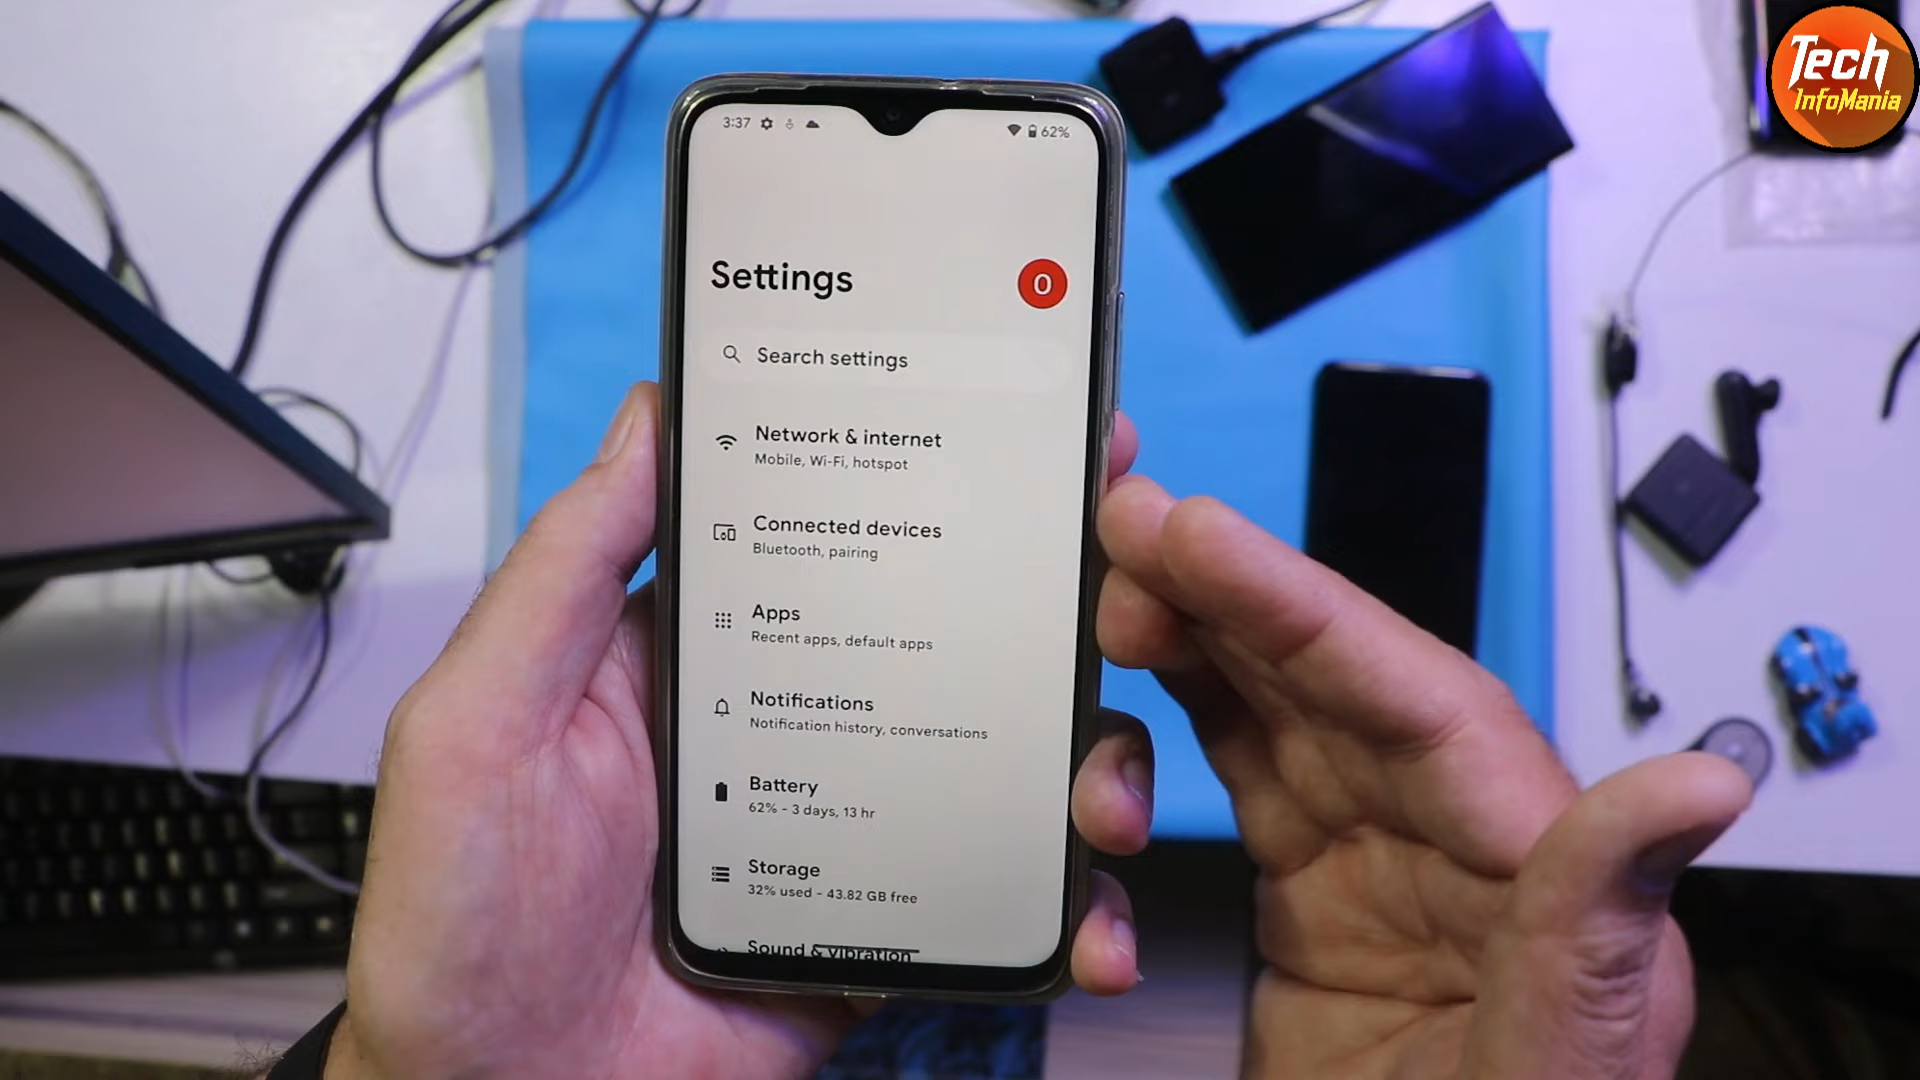 Tech
InfoMania
3:37
62%
Settings
O
Search settings
Network & internet
Mobile, Wi-Fi, hotspot
Connected devices
Bluetooth, pairing
Apps
Recent apps, default apps
Notifications
Notification history, conversations
Battery
62% - 3 days, 13 hr
Storage
32% used - 43.82 GB free
Sound & vibration